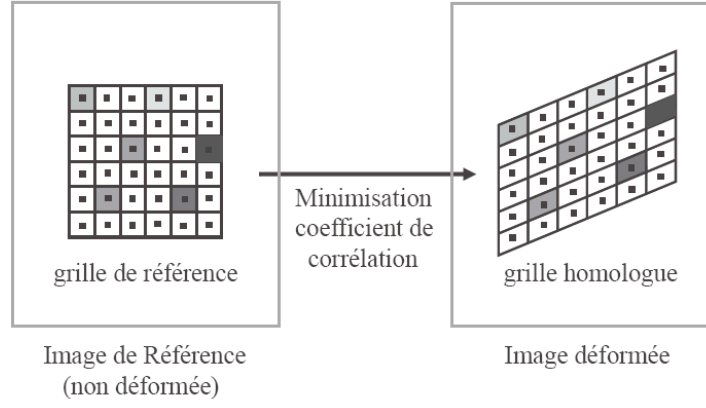 Minimisation
coefficient de
corrélation
grille de référence
grille homologue
Image de Référence
(non déformée)
Image déformée